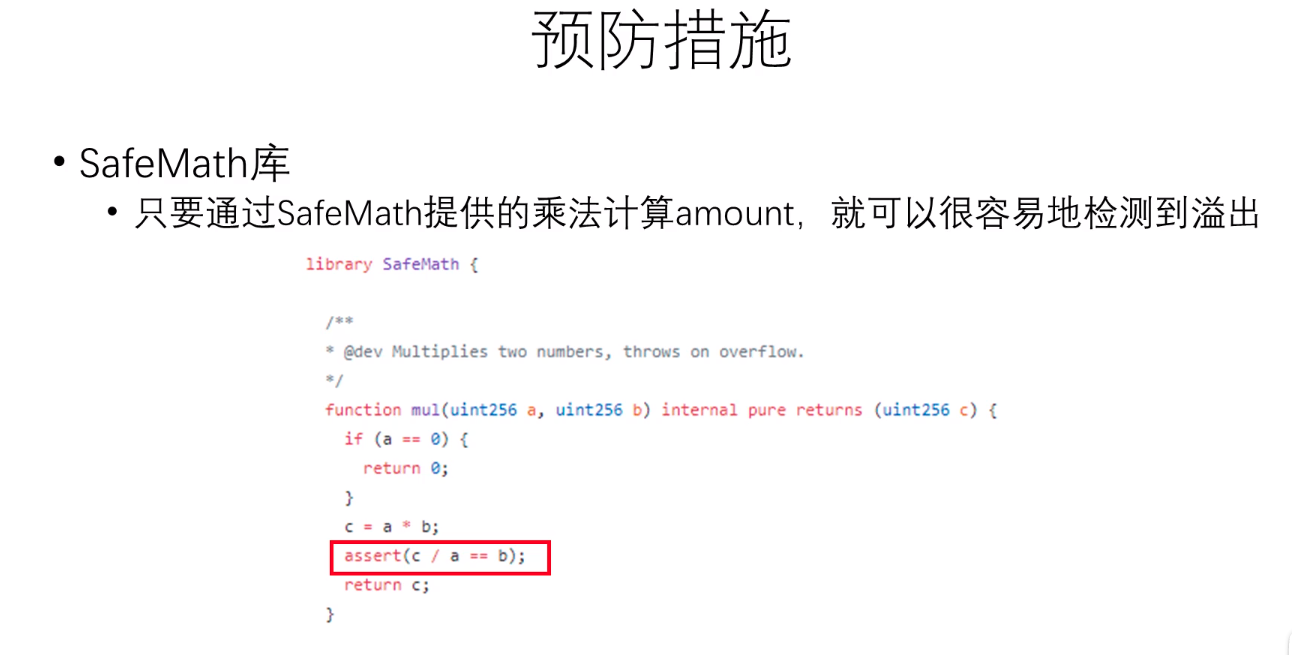 预防措施
• SafeMath库
• 只要通过SafeMath提供的乘法计算amount，就可以很容易地检测到溢出
library SafeMath {
/**
* @dev Multiplies two numbers, throws on overflow.
*/
function mul(uint256 a, uint256 b) internal pure returns (uint256 c) {
if (a == 0) {
return 0;
}
c = a * b;
assert(c / a == b);
return c;
}